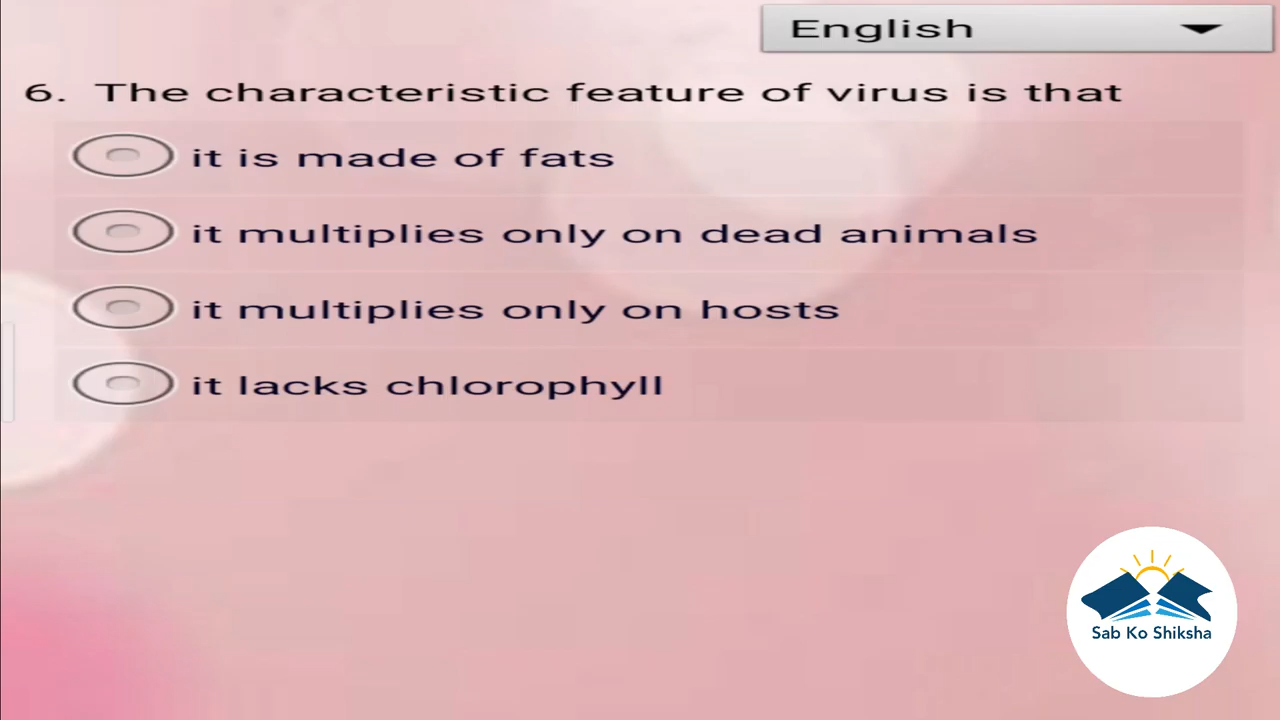 English
6. The characteristic feature of virus is that
it is made of fats
it multiplies only on dead animals
it multiplies only on hosts
it lacks chlorophyll
Sab Ko Shiksha